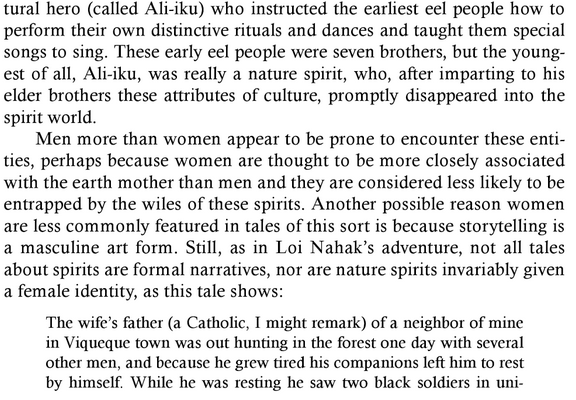 tural hero (called Ali-iku) who instructed the earliest eel people how to
perform their own distinctive rituals and dances and taught them special
songs to sing. These early eel people were seven brothers, but the young-
est of all, Ali-iku, was really a nature spirit, who, after imparting to his
elder brothers these attributes of culture, promptly disappeared into the
spirit world.
Men more than women appear to be prone to encounter these enti-
ties, perhaps because women are thought to be more closely associated
with the earth mother than men and they are considered less likely to be
entrapped by the wiles of these spirits. Another possible reason women
are less commonly featured in tales of this sort is because storytelling is
a masculine art form. Still, as in Loi Nahak's adventure, not all tales
about spirits are formal narratives, nor are nature spirits invariably given
a female identity, as this tale shows:
The wife's father (a Catholic, I might remark) of a neighbor of mine
in Viqueque town was out hunting in the forest one day with several
other men, and because he grew tired his companions left him to rest
by himself. While he was resting he saw two black soldiers in uni-